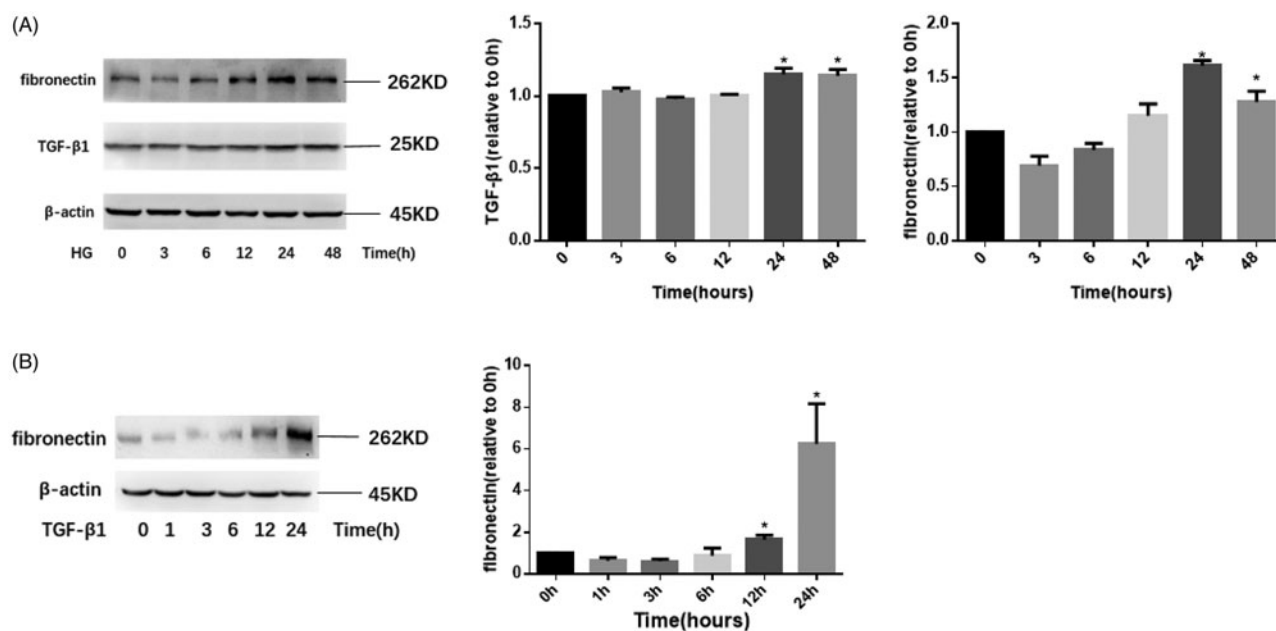 (A)
fibronectin
262KD
TGF-β1
25KD
β-actin
45KD
HG 0 3 6 12 24 48 Time(h)
TGF-β1(relative to 0h)
1.5
1.0
0.5
0.0
* *
0 3 6 12 24 48
Time(hours)
fibronectin(relative to 0h)
2.0
1.5
1.0
0.5
0.0
* *
0 3 6 12 24 48
Time(hours)
(B)
fibronectin
262KD
β-actin
45KD
TGF-β1 0 1 3 6 12 24 Time(h)
fibronectin(relative to 0h)
10
8
6
4
2
0
* *
0h 1h 3h 6h 12h 24h
Time(hours)